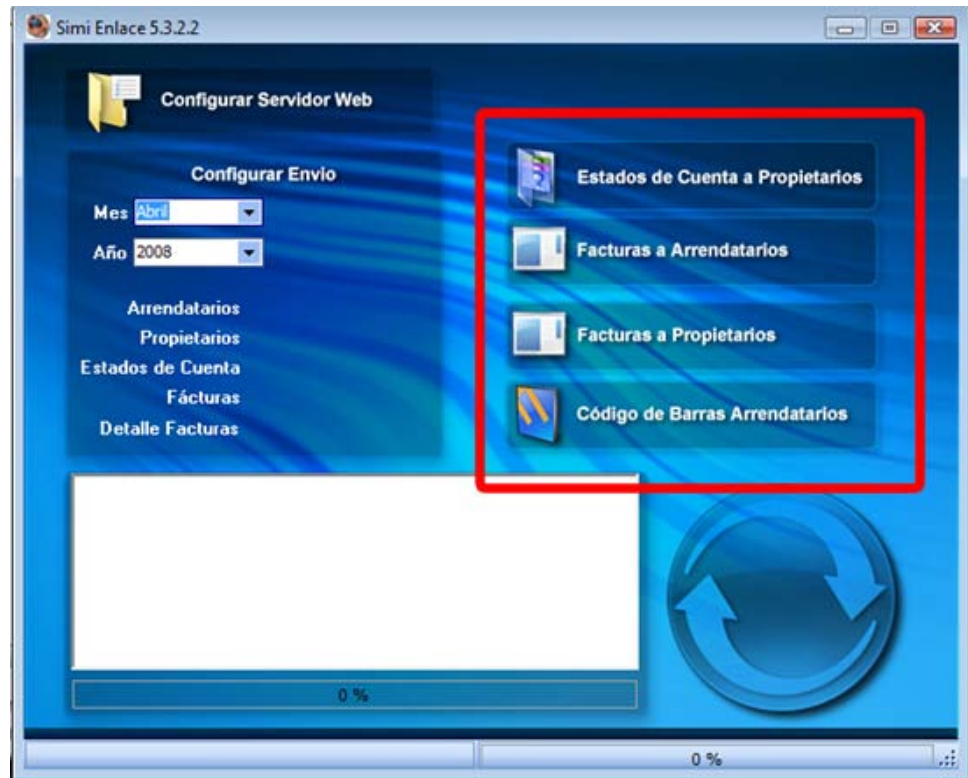 Simi Enlace 5.3.2.2
Configurar Servidor Web
Configurar Envio
Mes Abril
Año 2008
Arrendatarios
Propietarios
Estados de Cuenta
Fácturas
Detalle Facturas
Estados de Cuenta a Propietarios
Facturas a Arrendatarios
Facturas a Propietarios
Código de Barras Arrendatarios
0 %
0 %